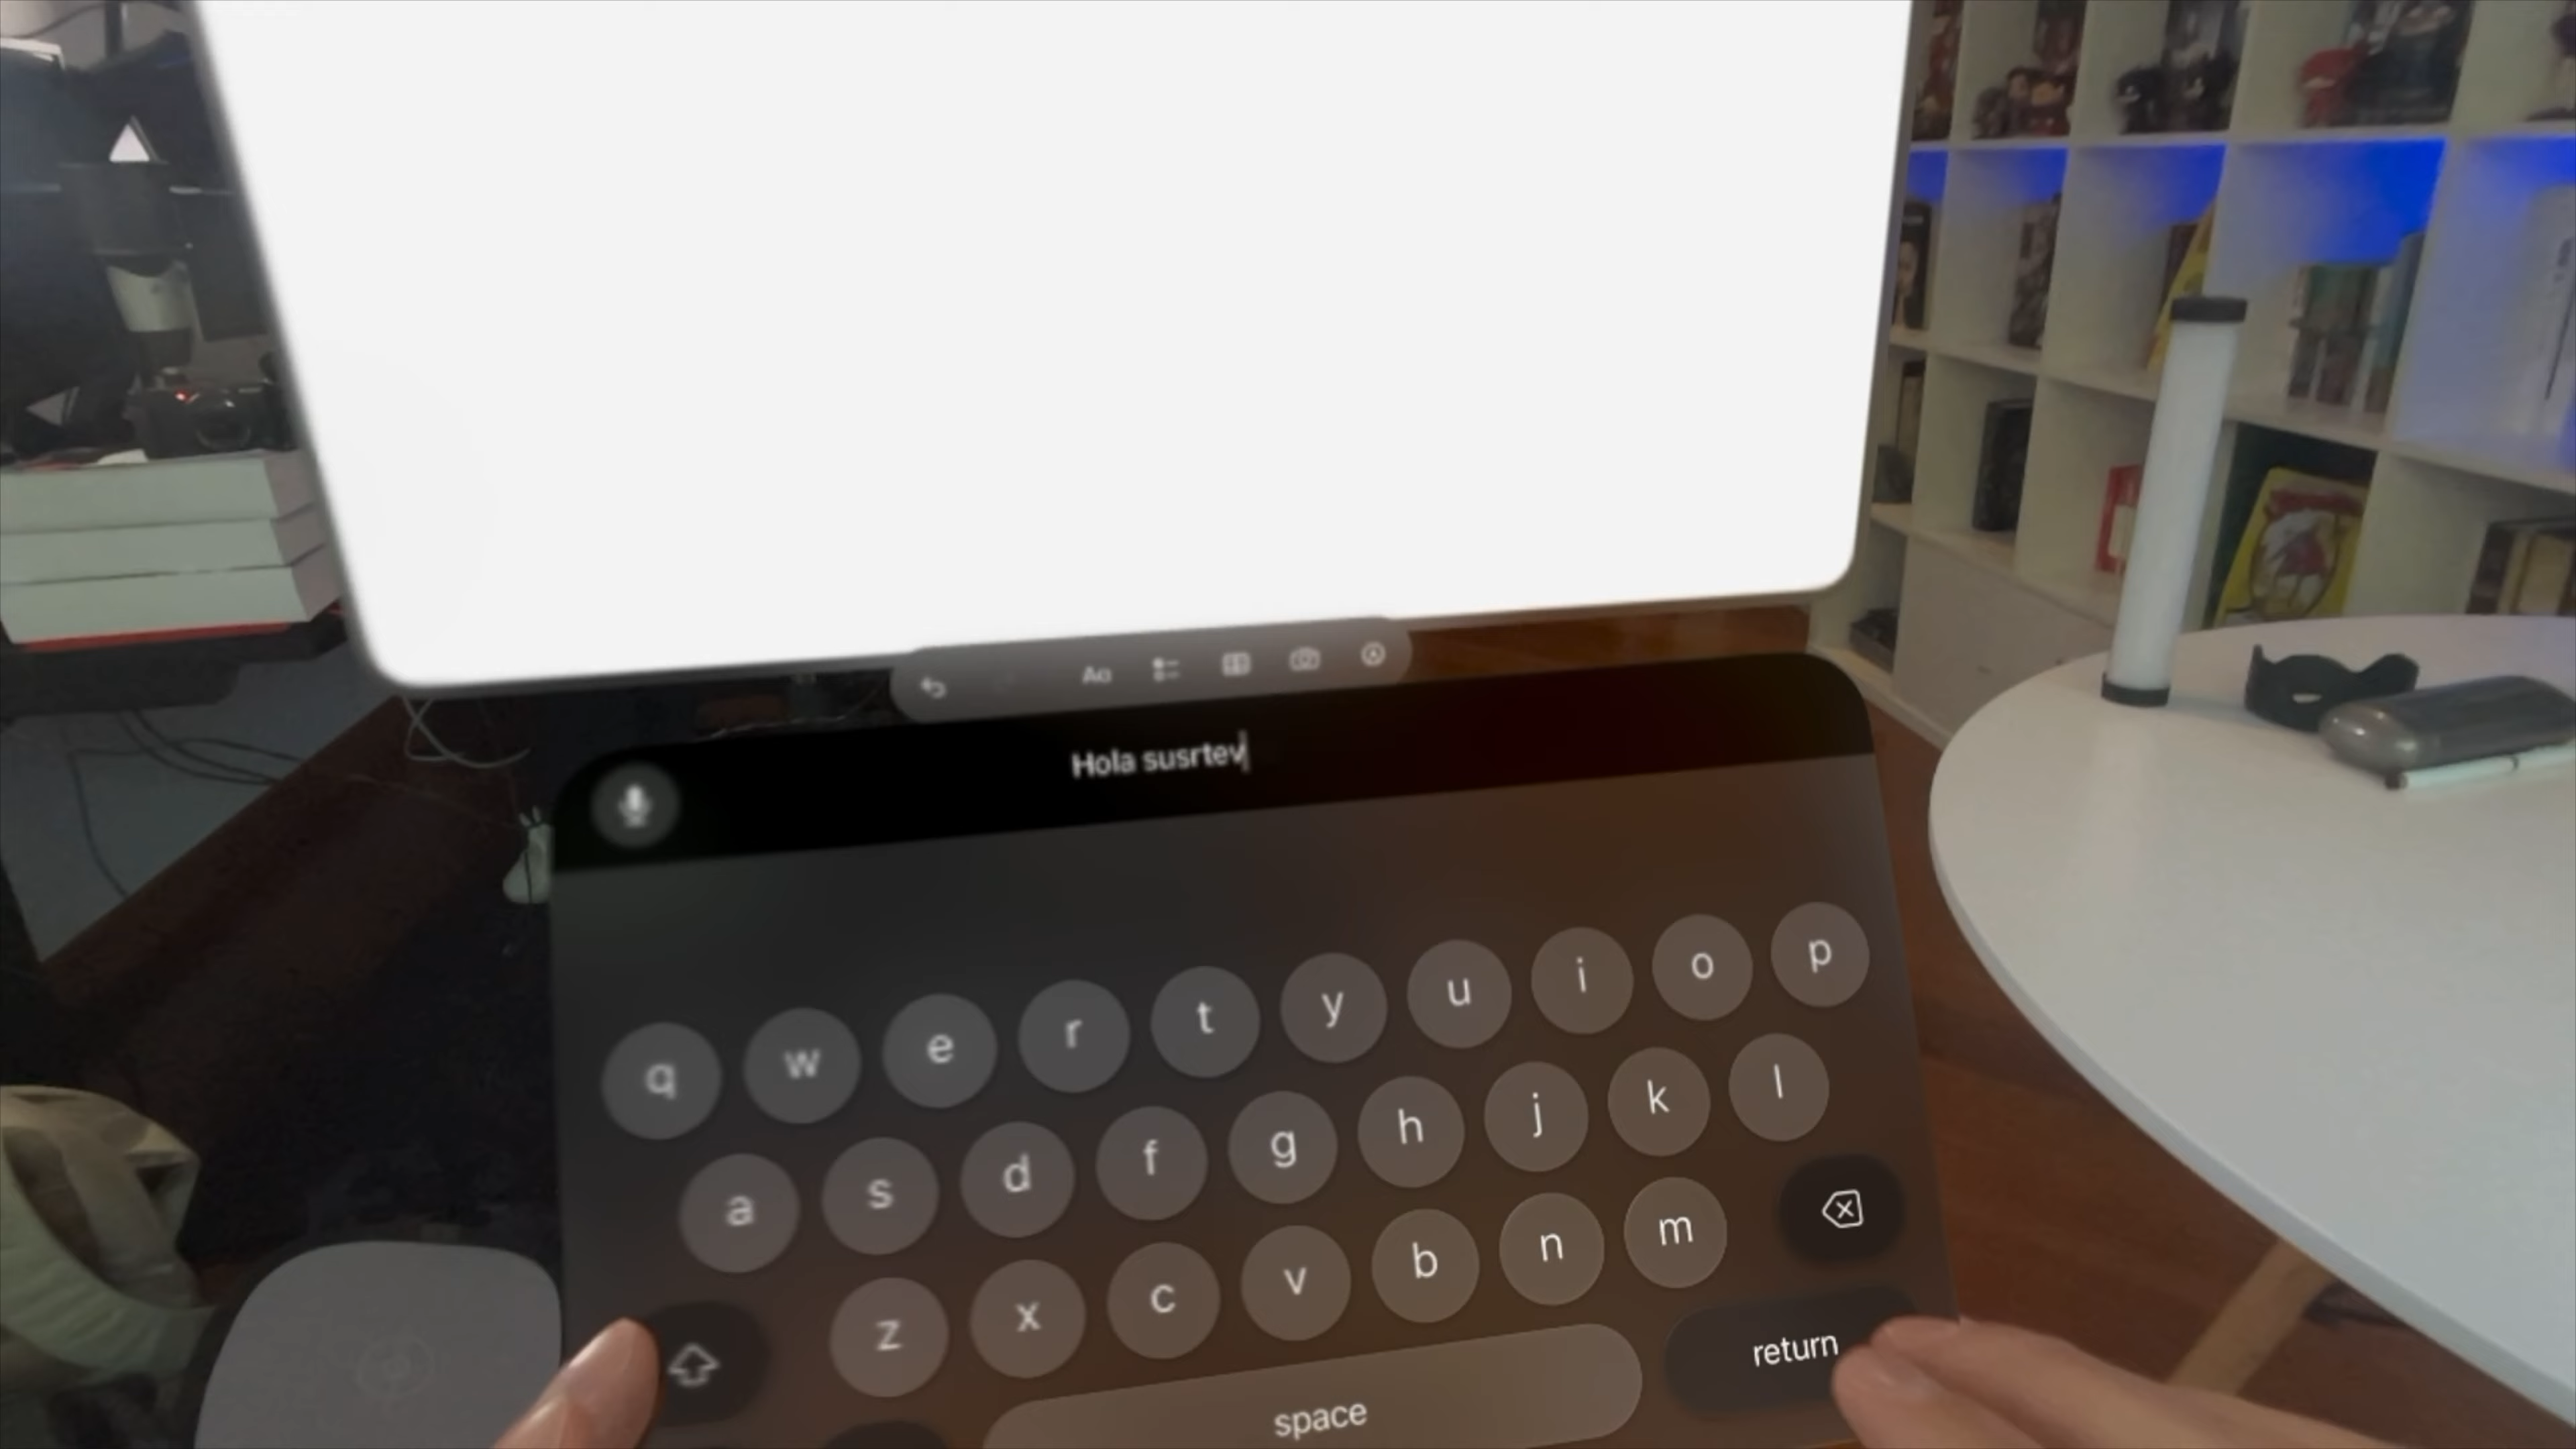 Aa
Hola susrtev
q w e r t y u i o p
a s d f g h j k l
z x c v b n m
return
space